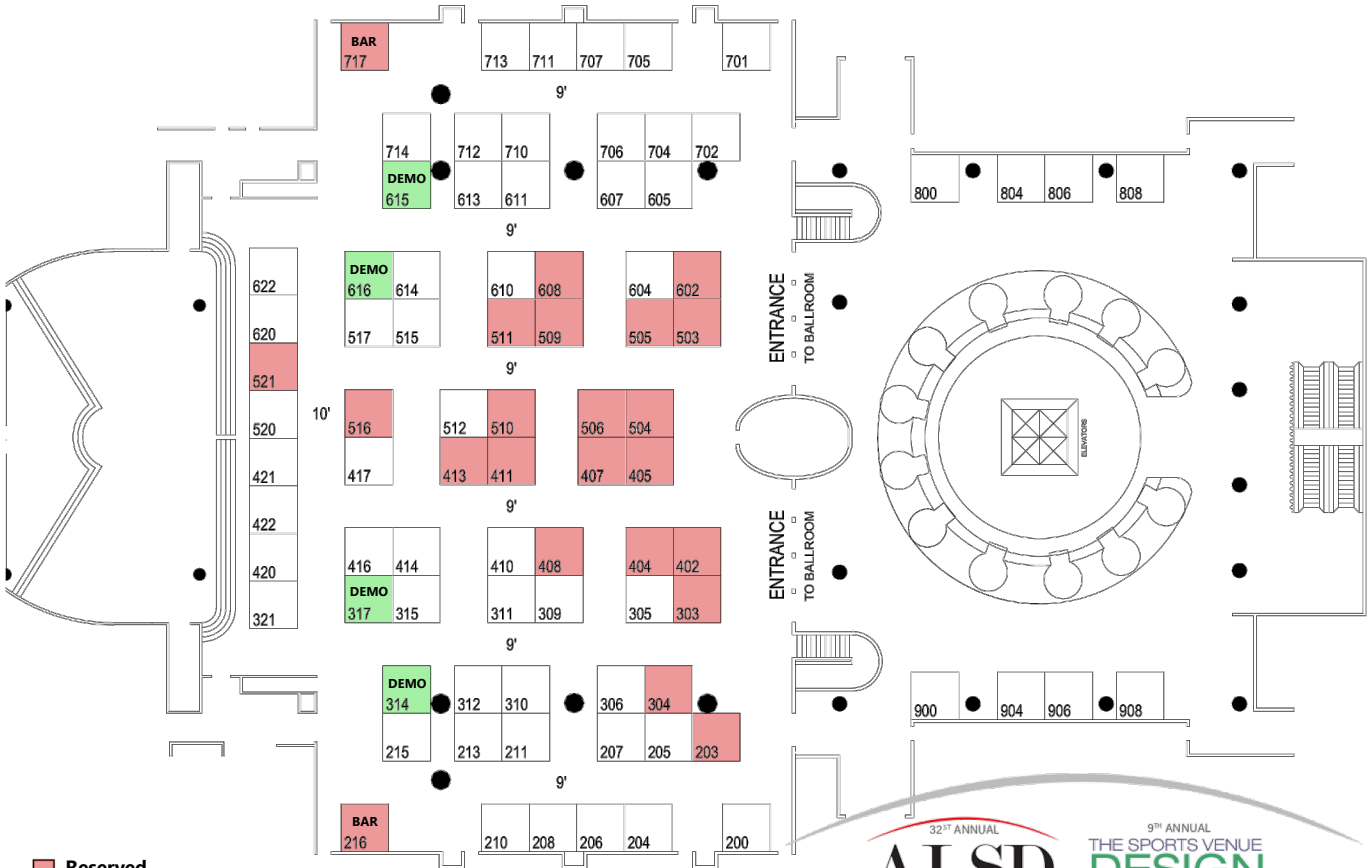 BAR
717 713 711 707 705 701
9'
714 712 710 706 704 702
DEMO
615 613 611 607 605
800 804 806 808
9'
DEMO
616 614 610 608 604 602
517 515 511 509 505 503
622
620
521
520
421
422
420
321
ENTRANCE
TO BALLROOM
9'
10'
516 512 510 506 504
417 413 411 407 405
ELEVATORS
9'
ENTRANCE
TO BALLROOM
416 414 410 408 404 402
DEMO
317 315 311 309 305 303
9'
DEMO
314 312 310 306 304
215 213 211 207 205 203
900 904 906 908
9'
BAR
216 210 208 206 204 200
32ST ANNUAL
ALSD
9TH ANNUAL
THE SPORTS VENUE
DESIGN
Reserved